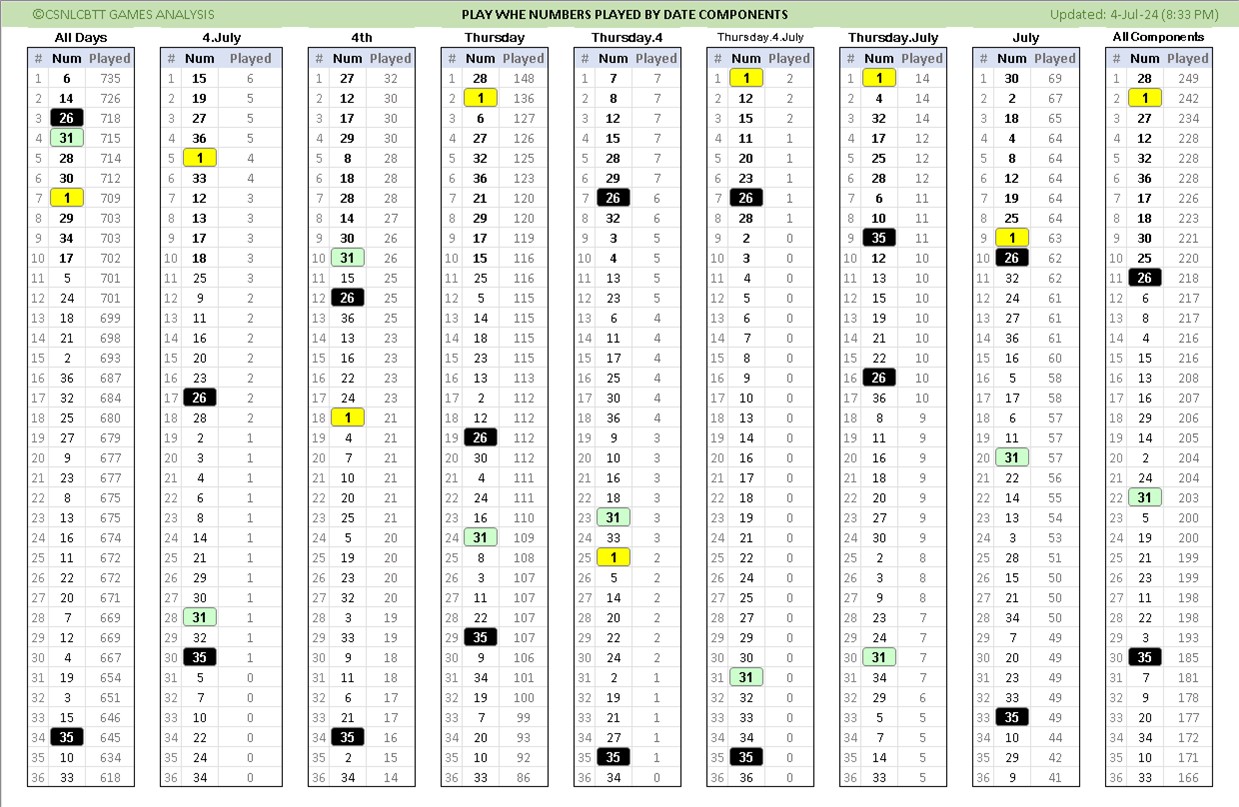 ©CSNLCBTT GAMES ANALYSIS PLAY WHE NUMBERS PLAYED BY DATE COMPONENTS Updated: 4-Jul-24 (8:33 PM)
All Days 4.July 4th Thursday Thursday.4 Thursday.4.July Thursday.July July All Components
# Num Played # Num Played # Num Played # Num Played # Num Played # Num Played # Num Played # Num Played # Num Played
1 6 735 1 15 6 1 27 32 1 28 148 1 7 7 1 1 2 1 1 14 1 30 69 1 28 249
2 14 726 2 19 5 2 12 30 2 1 136 2 8 7 2 12 2 2 4 14 2 2 67 2 1 242
3 26 718 3 27 5 3 17 30 3 6 127 3 12 7 3 15 2 3 32 14 3 18 65 3 27 234
4 31 715 4 36 5 4 29 30 4 27 126 4 15 7 4 11 1 4 17 12 4 4 64 4 12 228
5 28 714 5 1 4 5 8 28 5 32 125 5 28 7 5 20 1 5 25 12 5 8 64 5 32 228
6 30 712 6 33 4 6 18 28 6 36 123 6 29 7 6 23 1 6 28 12 6 12 64 6 36 228
7 1 709 7 12 3 7 28 28 7 21 120 7 26 6 7 26 1 7 6 11 7 19 64 7 17 226
8 29 703 8 13 3 8 14 27 8 29 120 8 32 6 8 28 1 8 10 11 8 25 64 8 18 223
9 34 703 9 17 3 9 30 26 9 17 119 9 3 5 9 2 0 9 35 11 9 1 63 9 30 221
10 17 702 10 18 3 10 31 26 10 15 116 10 4 5 10 3 0 10 12 10 10 26 62 10 25 220
11 5 701 11 25 3 11 15 25 11 25 116 11 13 5 11 4 0 11 13 10 11 32 62 11 26 218
12 24 701 12 9 2 12 26 25 12 5 115 12 23 5 12 5 0 12 15 10 12 24 61 12 6 217
13 18 699 13 11 2 13 36 25 13 14 115 13 6 4 13 6 0 13 19 10 13 27 61 13 8 217
14 21 698 14 16 2 14 13 23 14 18 115 14 11 4 14 7 0 14 21 10 14 36 61 14 4 216
15 2 693 15 20 2 15 16 23 15 23 115 15 17 4 15 8 0 15 22 10 15 16 60 15 15 216
16 36 687 16 23 2 16 22 23 16 13 113 16 25 4 16 9 0 16 26 10 16 5 58 16 13 208
17 32 684 17 26 2 17 24 23 17 2 112 17 30 4 17 10 0 17 36 10 17 17 58 17 16 207
18 25 680 18 28 2 18 1 21 18 12 112 18 36 4 18 13 0 18 8 9 18 6 57 18 29 206
19 27 679 19 2 1 19 4 21 19 26 112 19 9 3 19 14 0 19 11 9 19 11 57 19 14 205
20 9 677 20 3 1 20 7 21 20 30 112 20 10 3 20 16 0 20 16 9 20 31 57 20 2 204
21 23 677 21 4 1 21 10 21 21 4 111 21 16 3 21 17 0 21 18 9 21 22 56 21 24 204
22 8 675 22 6 1 22 20 21 22 24 111 22 18 3 22 18 0 22 20 9 22 14 55 22 31 203
23 13 675 23 8 1 23 25 21 23 16 110 23 31 3 23 19 0 23 27 9 23 13 54 23 5 200
24 16 674 24 14 1 24 5 20 24 31 109 24 33 3 24 21 0 24 30 9 24 3 53 24 19 200
25 11 672 25 21 1 25 19 20 25 8 108 25 1 2 25 22 0 25 2 8 25 28 51 25 21 199
26 22 672 26 29 1 26 23 20 26 3 107 26 5 2 26 24 0 26 3 8 26 15 50 26 23 199
27 20 671 27 30 1 27 32 20 27 11 107 27 14 2 27 25 0 27 9 8 27 21 50 27 11 198
28 7 669 28 31 1 28 3 19 28 22 107 28 20 2 28 27 0 28 23 7 28 34 50 28 22 198
29 12 669 29 32 1 29 33 19 29 35 107 29 22 2 29 29 0 29 24 7 29 7 49 29 3 193
30 4 667 30 35 1 30 9 18 30 9 106 30 24 2 30 30 0 30 31 7 30 20 49 30 35 185
31 19 654 31 5 0 31 11 18 31 34 101 31 2 1 31 31 0 31 34 7 31 23 49 31 7 181
32 3 651 32 7 0 32 6 17 32 19 100 32 19 1 32 32 0 32 29 6 32 33 49 32 9 178
33 15 646 33 10 0 33 21 17 33 7 99 33 21 1 33 33 0 33 5 5 33 35 49 33 20 177
34 35 645 34 22 0 34 35 16 34 20 93 34 27 1 34 34 0 34 7 5 34 10 44 34 34 172
35 10 634 35 24 0 35 2 15 35 10 92 35 35 1 35 35 0 35 14 5 35 29 42 35 10 171
36 33 618 36 34 0 36 34 14 36 33 86 36 34 0 36 36 0 36 33 5 36 9 41 36 33 166